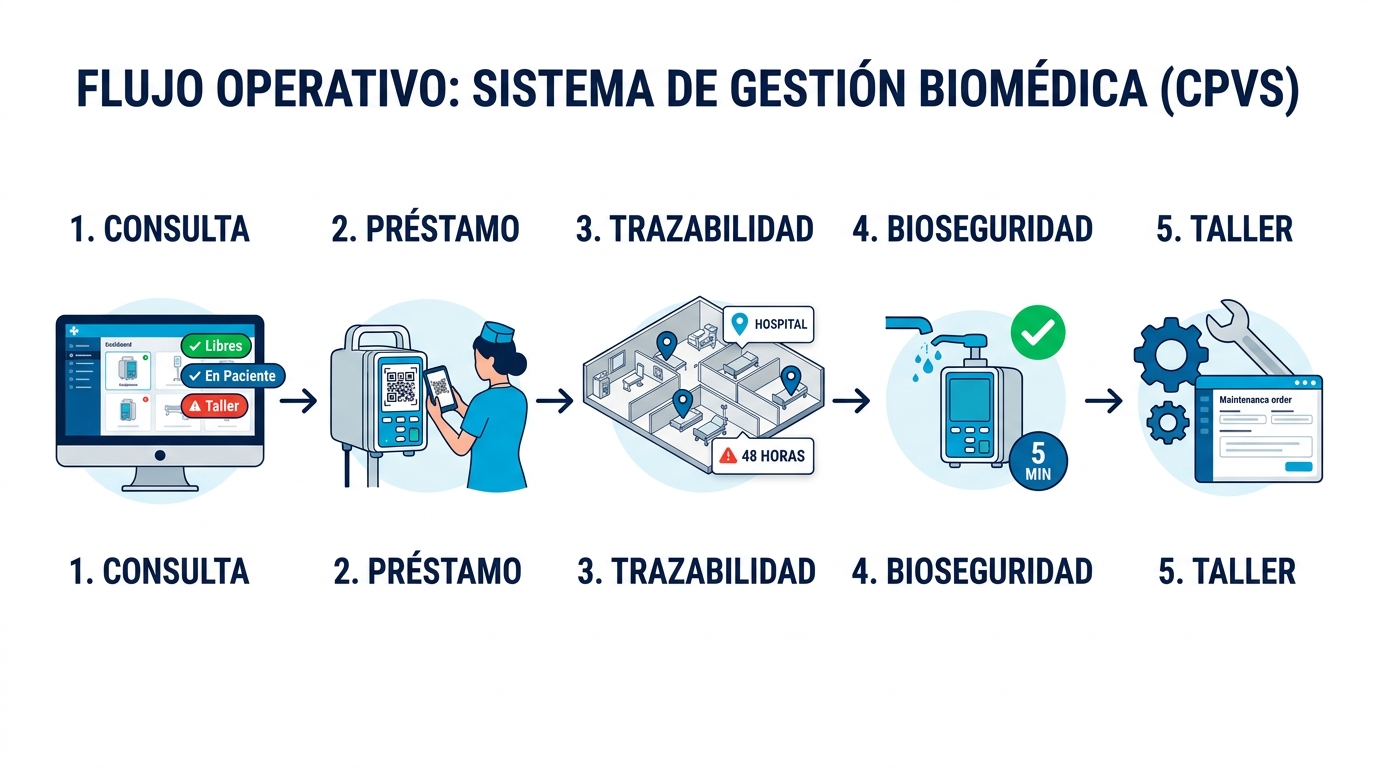 FLUJO OPERATIVO: SISTEMA DE GESTIÓN BIOMÉDICA (CPVS)
1. CONSULTA
2. PRÉSTAMO
3. TRAZABILIDAD
4. BIOSEGURIDAD
5. TALLER
Libres
En Paciente
Taller
HOSPITAL
48 HORAS
5
MIN
Maintenanca order
1. CONSULTA
2. PRÉSTAMO
3. TRAZABILIDAD
4. BIOSEGURIDAD
5. TALLER